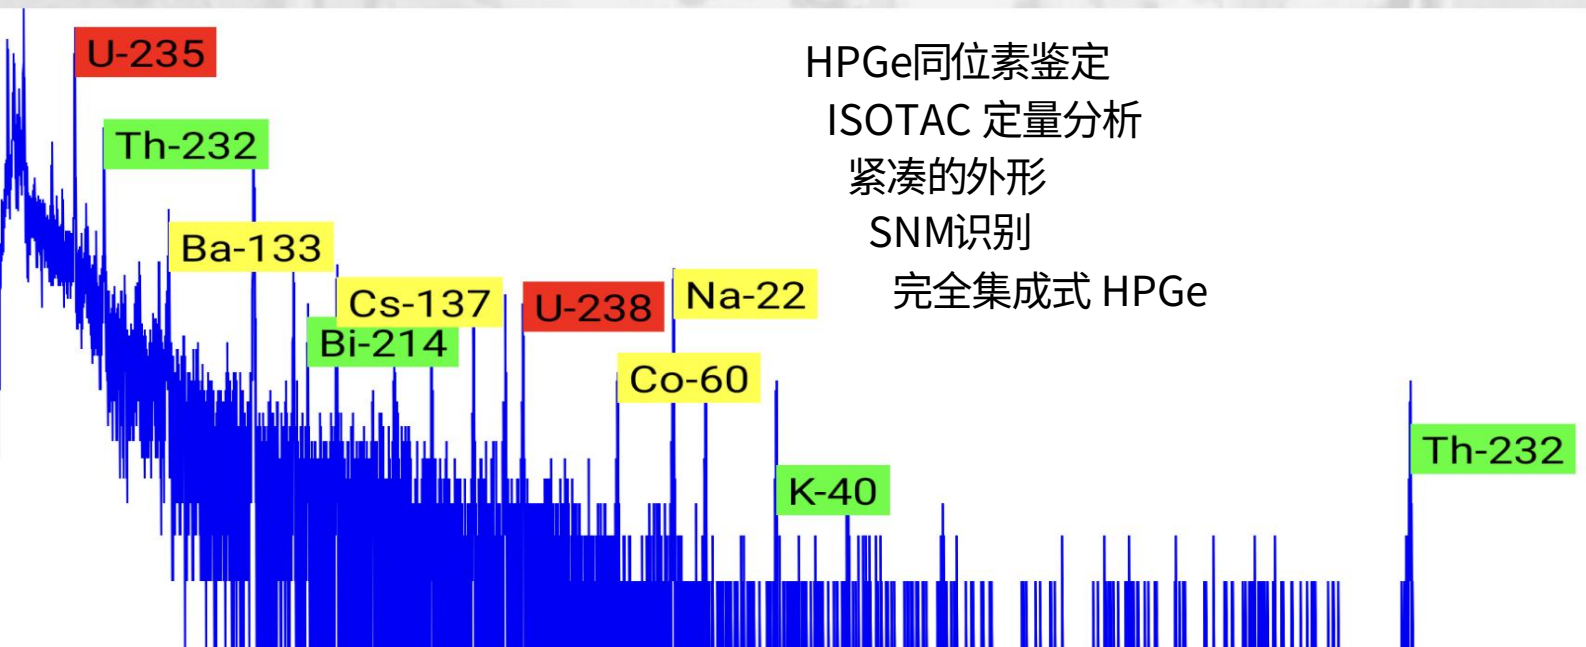 U-235
Th-232
Ba-133
Cs-137
Bi-214
U-238
Na-22
Co-60
K-40
Th-232
HPGe同位素鉴定
ISOTAC 定量分析
紧凑的外形
SNM识别
完全集成式 HPGe